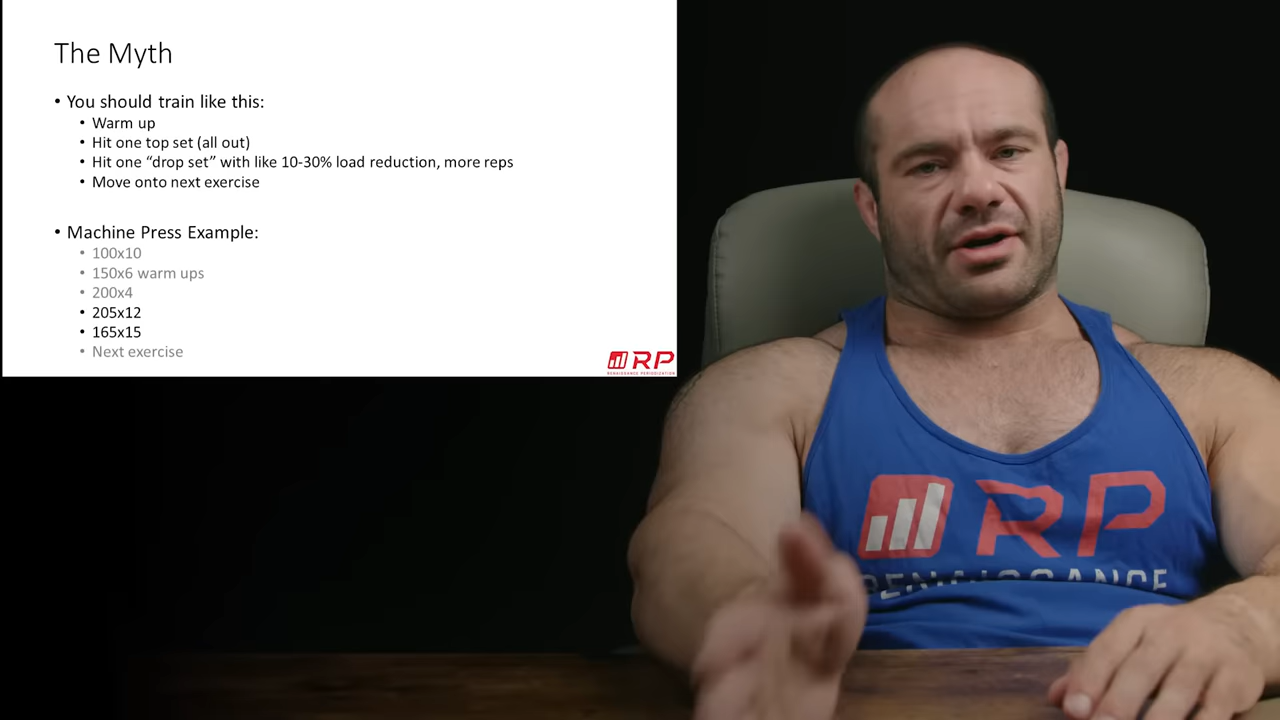 The Myth
• You should train like this:
• Warm up
• Hit one top set (all out)
• Hit one “drop set” with like 10-30% load reduction, more reps
• Move onto next exercise
• Machine Press Example:
• 100x10
• 150x6 warm ups
• 200x4
• 205x12
• 165x15
• Next exercise
RP
RENAISSANCE PERIODIZATION
RP
RENAISSANCE